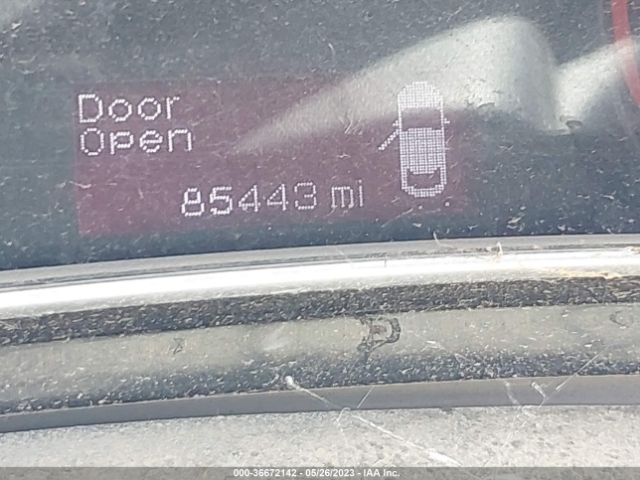 Door
Open
85443 mi
000-36672142 - 05/26/2023 - IAA Inc.